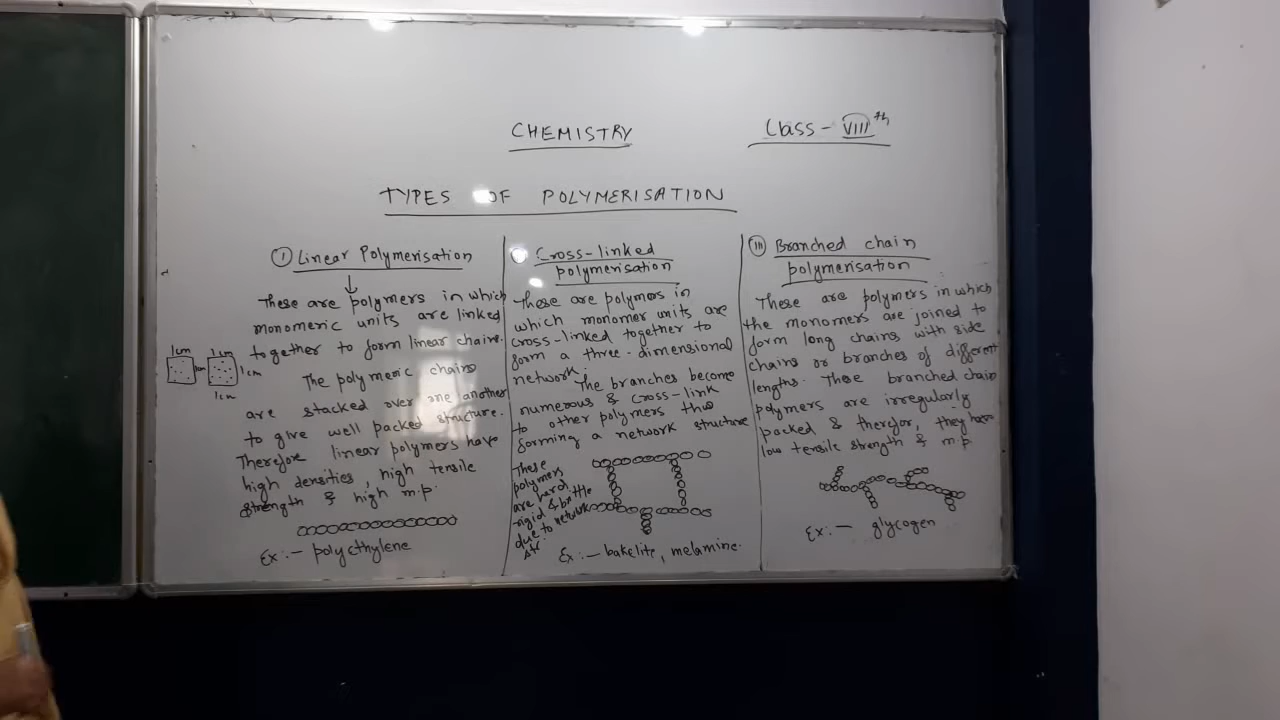 CHEMISTRY
Class - VIIIth
TYPES OF POLYMERISATION
(i) Linear Polymerisation
These are polymers in which
monomeric units are linked
together to form linear chains.
The polymeric chains
are stacked over one another
to give well packed structure.
Therefore linear polymers have
high densities, high tensile
strength & high m.p.
Ex:- polyethylene
1cm 1cm
1cm 1cm
1cm
Cross-linked
polymerisation
These are polymers in
which monomer units are
cross-linked together to
form a three-dimensional
network.
The branches become
numerous & cross-link
to other polymers thus
forming a network structure
These
polymers
are hard
rigid & brittle
due to network
str.
Ex:- bakelite, melamine.
(iii) Branched chain
polymerisation
These are polymers in which
the monomers are joined to
form long chains with side
chains or branches of different
lengths. These branched chain
polymers are irregularly
packed & therefor, they have
low tensile strength & m.p.
Ex:- glycogen